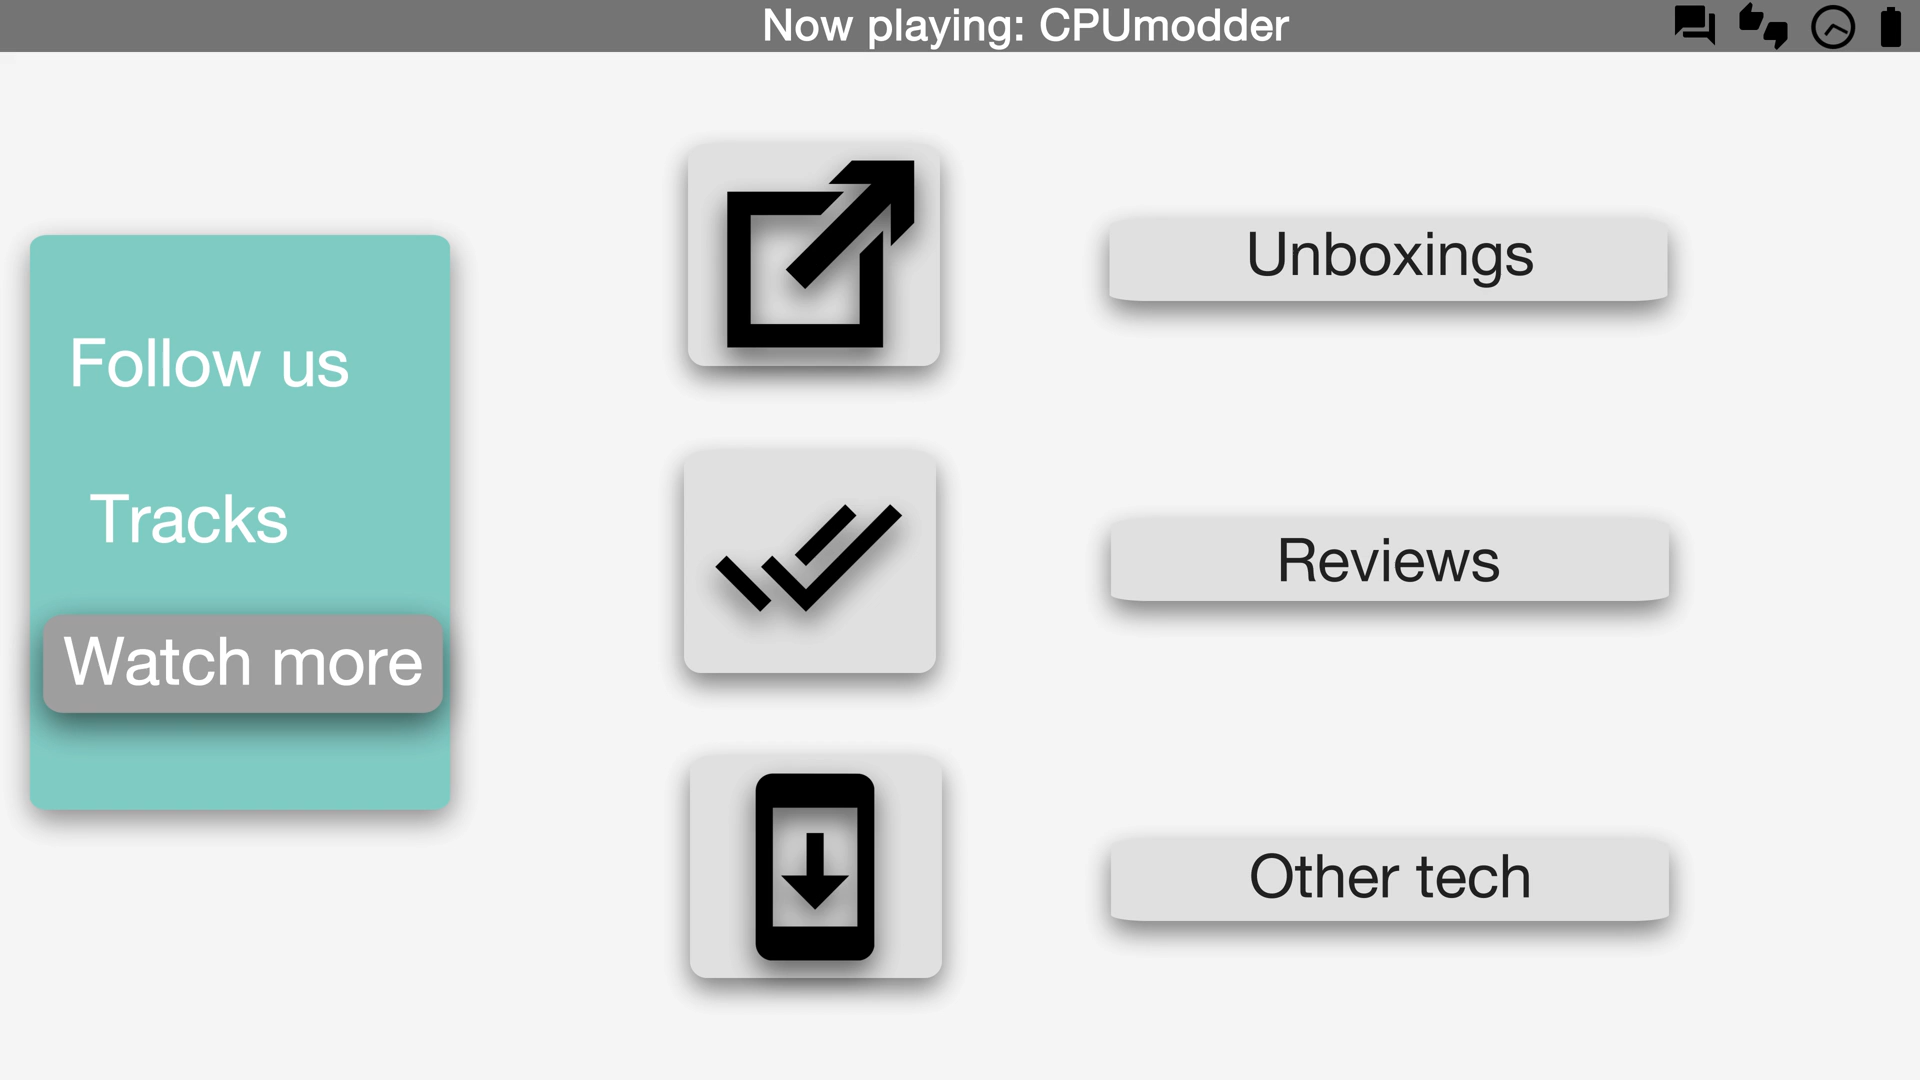 Now playing: CPUmodder
Follow us
Tracks
Watch more
Unboxings
Reviews
Other tech